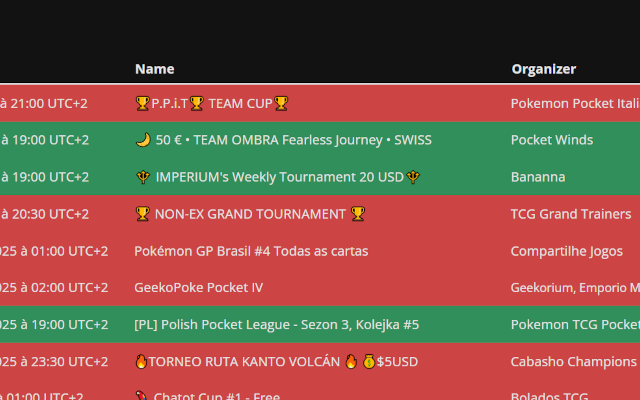 Name Organizer
à 21:00 UTC+2 🏆P.P.i.T🏆 TEAM CUP🏆 Pokemon Pocket Itali
à 19:00 UTC+2 🌙 50 € • TEAM OMBRA Fearless Journey • SWISS Pocket Winds
à 19:00 UTC+2 🔱 IMPERIUM's Weekly Tournament 20 USD🔱 Bananna
à 20:30 UTC+2 🏆 NON-EX GRAND TOURNAMENT 🏆 TCG Grand Trainers
025 à 01:00 UTC+2 Pokémon GP Brasil #4 Todas as cartas Compartilhe Jogos
025 à 02:00 UTC+2 GeekoPoke Pocket IV Geekorium, Emporio M
025 à 19:00 UTC+2 [PL] Polish Pocket League - Sezon 3, Kolejka #5 Pokemon TCG Pocket
025 à 23:30 UTC+2 🔥TORNEO RUTA KANTO VOLCÁN 🔥 💰$5USD Cabasho Champions
à 01:00 UTC+2 Chatot Cup #1 - Free Bolados TCG